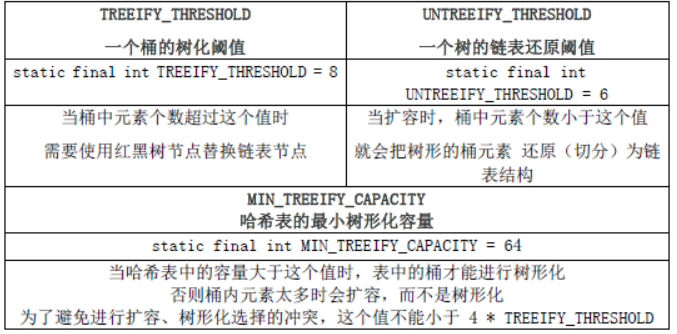 TREEIFY_THRESHOLD
一个桶的树化阈值
static final int TREEIFY_THRESHOLD = 8
当桶中元素个数超过这个值时
需要使用红黑树节点替换链表节点
UNTREEIFY_THRESHOLD
一个树的链表还原阈值
static final int
UNTREEIFY_THRESHOLD = 6
当扩容时，桶中元素个数小于这个值
就会把树形的桶元素 还原（切分）为链
表结构
MIN_TREEIFY_CAPACITY
哈希表的最小树形化容量
static final int MIN_TREEIFY_CAPACITY = 64
当哈希表中的容量大于这个值时，表中的桶才能进行树形化
否则桶内元素太多时会扩容，而不是树形化
为了避免进行扩容、树形化选择的冲突，这个值不能小于 4 * TREEIFY_THRESHOLD